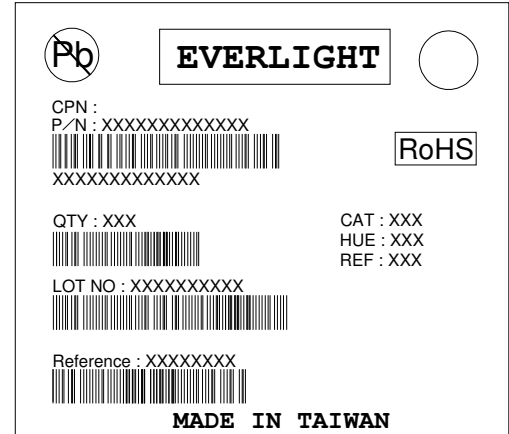 Pb
EVERLIGHT
CPN :
P/N : XXXXXXXXXXXXX
RoHS
XXXXXXXXXXXXX
QTY : XXX
CAT : XXX
HUE : XXX
REF : XXX
LOT NO : XXXXXXXXXX
Reference : XXXXXXXX
MADE IN TAIWAN